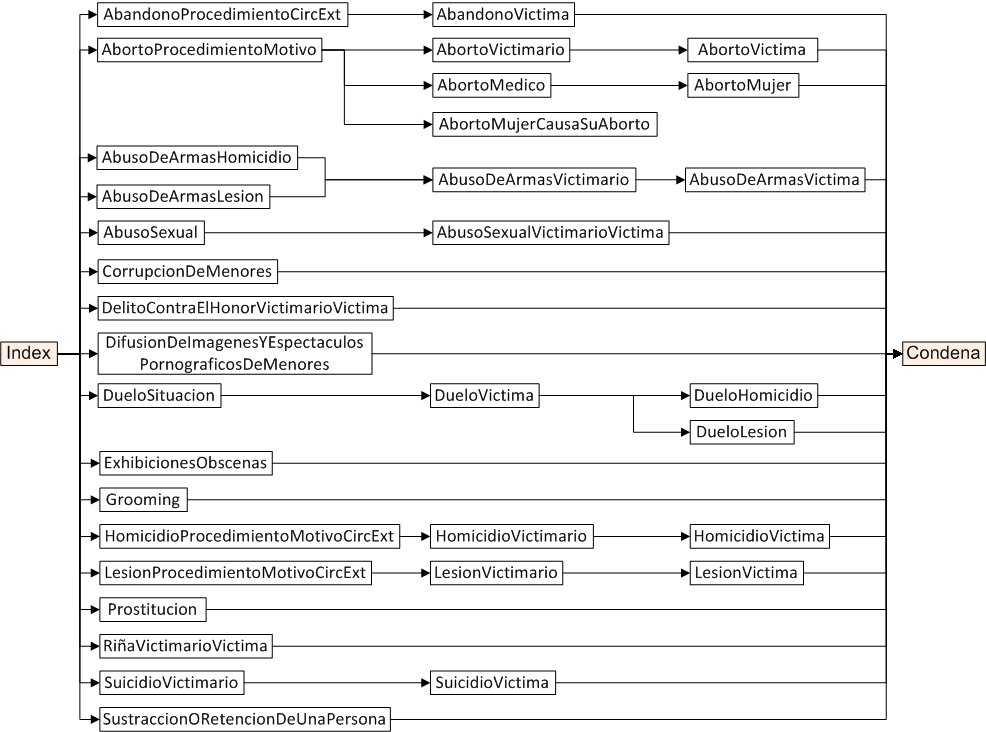 AbandonoProcedimientoCircExt
AbandonoVictima
AbortoProcedimientoMotivo
AbortoVictimario
AbortoVictima
AbortoMedico
AbortoMujer
AbortoMujerCausaSuAborto
AbusoDeArmasHomicidio
AbusoDeArmasVictimario
AbusoDeArmasVictima
AbusoDeArmasLesion
AbusoSexual
AbusoSexualVictimarioVictima
CorrupcionDeMenores
DelitoContraElHonorVictimarioVictima
Index
DifusionDeImagenesYEspectaculos
PornograficosDeMenores
Condena
DueloSituacion
DueloVictima
DueloHomicidio
DueloLesion
ExhibicionesObscenas
Grooming
HomicidioProcedimientoMotivoCircExt
HomicidioVictimario
HomicidioVictima
LesionProcedimientoMotivoCircExt
LesionVictimario
LesionVictima
Prostitucion
RiñaVictimarioVictima
SuicidioVictimario
SuicidioVictima
SustraccionORetencionDeUnaPersona